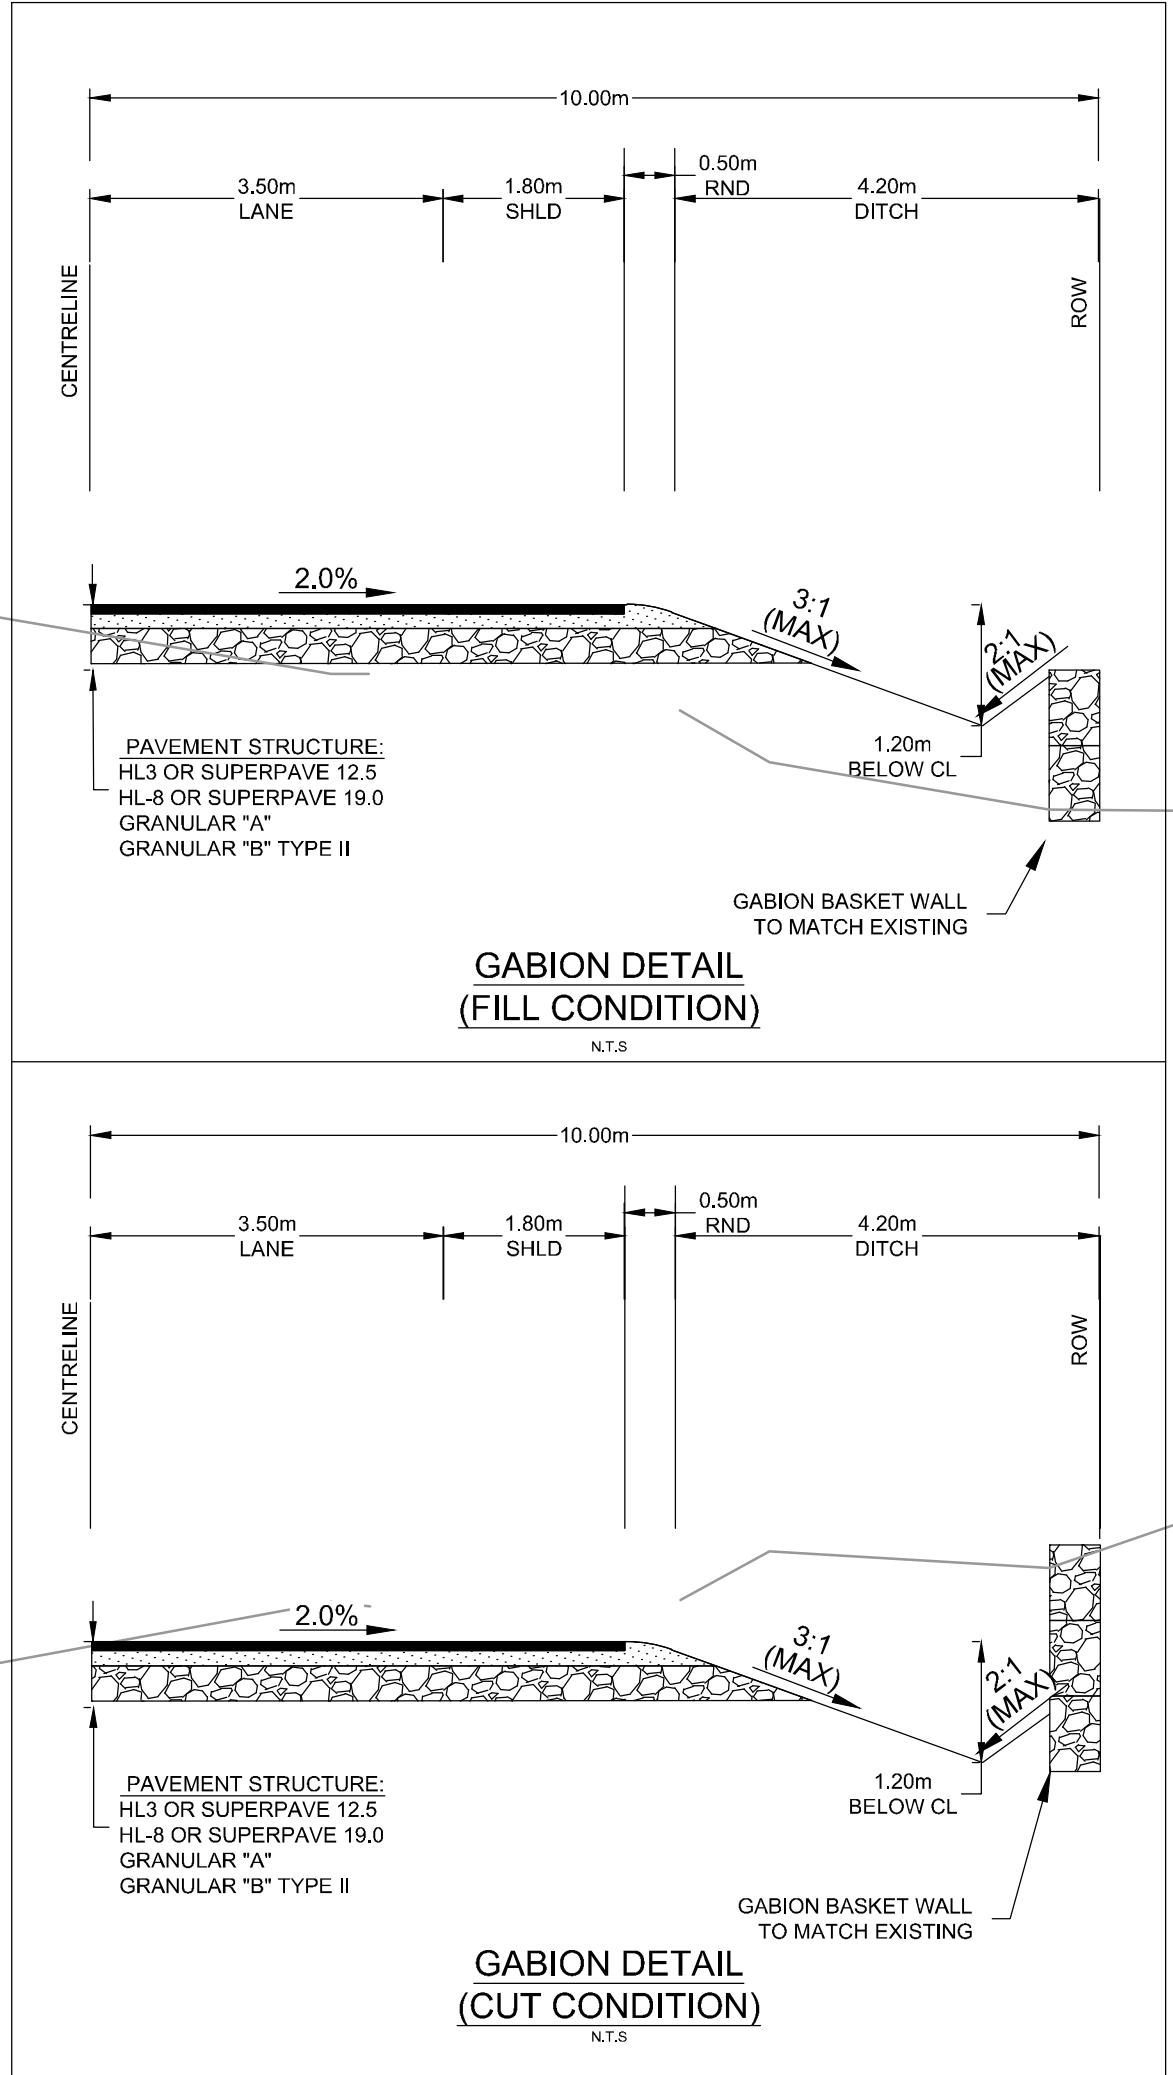 10.00m
0.50m
RND
3.50m
LANE
1.80m
SHLD
4.20m
DITCH
CENTRELINE
ROW
2.0%
3:1
(MAX)
2:1
(MAX)
PAVEMENT STRUCTURE:
HL3 OR SUPERPAVE 12.5
HL-8 OR SUPERPAVE 19.0
GRANULAR "A"
GRANULAR "B" TYPE II
1.20m
BELOW CL
GABION BASKET WALL
TO MATCH EXISTING
GABION DETAIL
(FILL CONDITION)
N.T.S
10.00m
0.50m
RND
3.50m
LANE
1.80m
SHLD
4.20m
DITCH
CENTRELINE
ROW
2.0%
3:1
(MAX)
2:1
(MAX)
PAVEMENT STRUCTURE:
HL3 OR SUPERPAVE 12.5
HL-8 OR SUPERPAVE 19.0
GRANULAR "A"
GRANULAR "B" TYPE II
1.20m
BELOW CL
GABION BASKET WALL
TO MATCH EXISTING
GABION DETAIL
(CUT CONDITION)
N.T.S